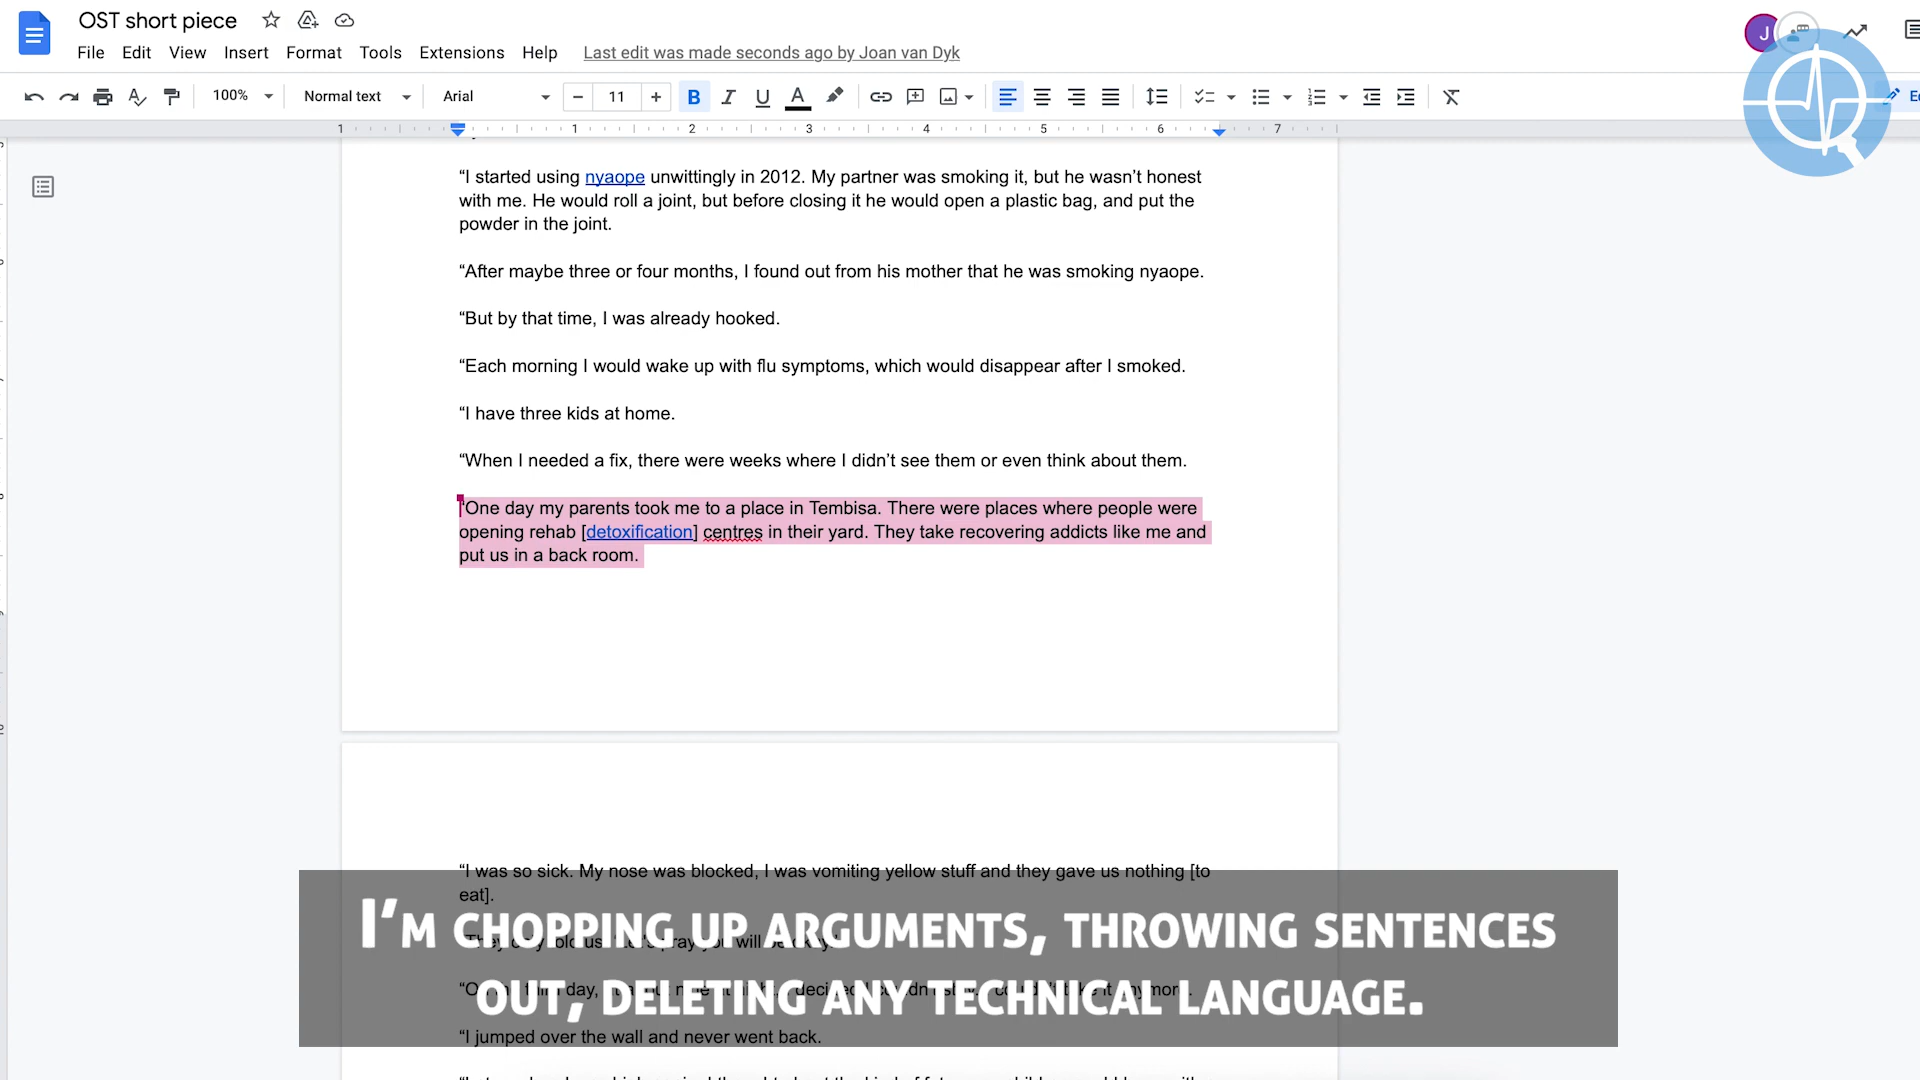 OST short piece
File Edit View Insert Format Tools Extensions Help Last edit was made seconds ago by Joan van Dyk
J
100% Normal text Arial 11 B I U A
1 1 2 3 4 5 6 7
“I started using nyaope unwittingly in 2012. My partner was smoking it, but he wasn’t honest
with me. He would roll a joint, but before closing it he would open a plastic bag, and put the
powder in the joint.
“After maybe three or four months, I found out from his mother that he was smoking nyaope.
“But by that time, I was already hooked.
“Each morning I would wake up with flu symptoms, which would disappear after I smoked.
“I have three kids at home.
“When I needed a fix, there were weeks where I didn’t see them or even think about them.
“One day my parents took me to a place in Tembisa. There were places where people were
opening rehab [detoxification] centres in their yard. They take recovering addicts like me and
put us in a back room.
“I was so sick. My nose was blocked, I was vomiting yellow stuff and they gave us nothing [to
eat].
I’M CHOPPING UP ARGUMENTS, THROWING SENTENCES
OUT, DELETING ANY TECHNICAL LANGUAGE.
“I jumped over the wall and never went back.